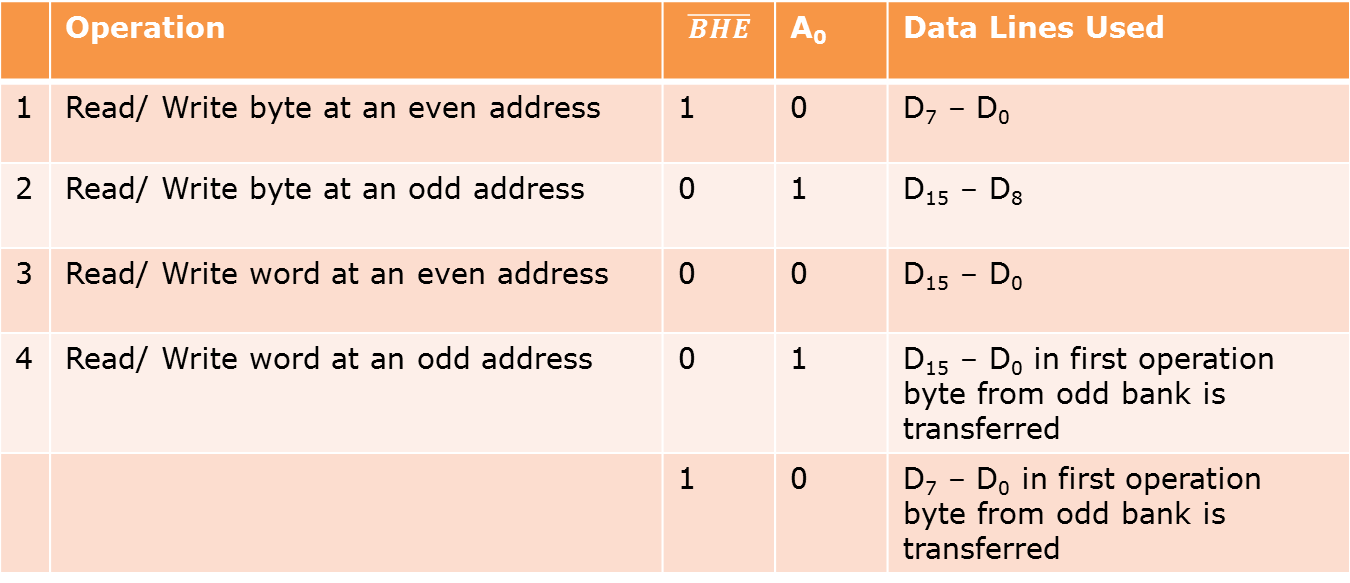 Operation B̅H̅E̅ A₀ Data Lines Used
1 Read/ Write byte at an even address 1 0 D₇ – D₀
2 Read/ Write byte at an odd address 0 1 D₁₅ – D₈
3 Read/ Write word at an even address 0 0 D₁₅ – D₀
4 Read/ Write word at an odd address 0 1 D₁₅ – D₀ in first operation
byte from odd bank is
transferred
1 0 D₇ – D₀ in first operation
byte from odd bank is
transferred